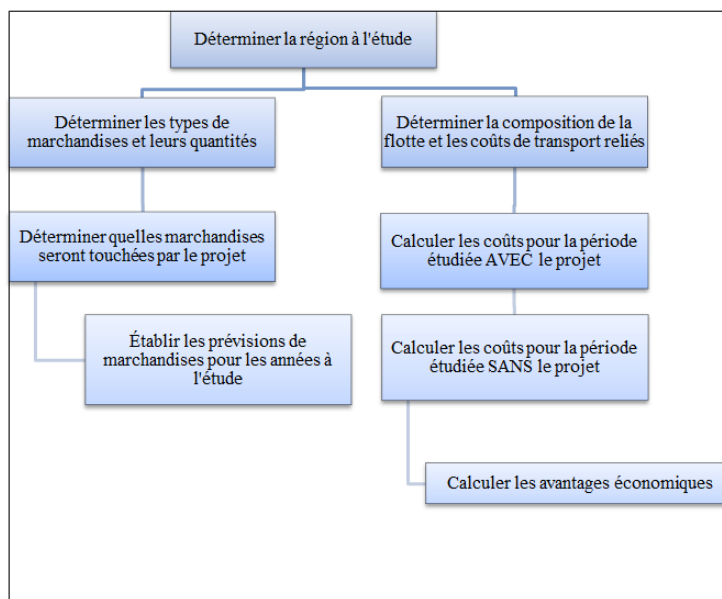 Déterminer la région à l'étude
Déterminer les types de
marchandises et leurs quantités
Déterminer la composition de la
flotte et les coûts de transport reliés
Déterminer quelles marchandises
seront touchées par le projet
Calculer les coûts pour la période
étudiée AVEC le projet
Établir les prévisions de
marchandises pour les années à
l'étude
Calculer les coûts pour la période
étudiée SANS le projet
Calculer les avantages économiques